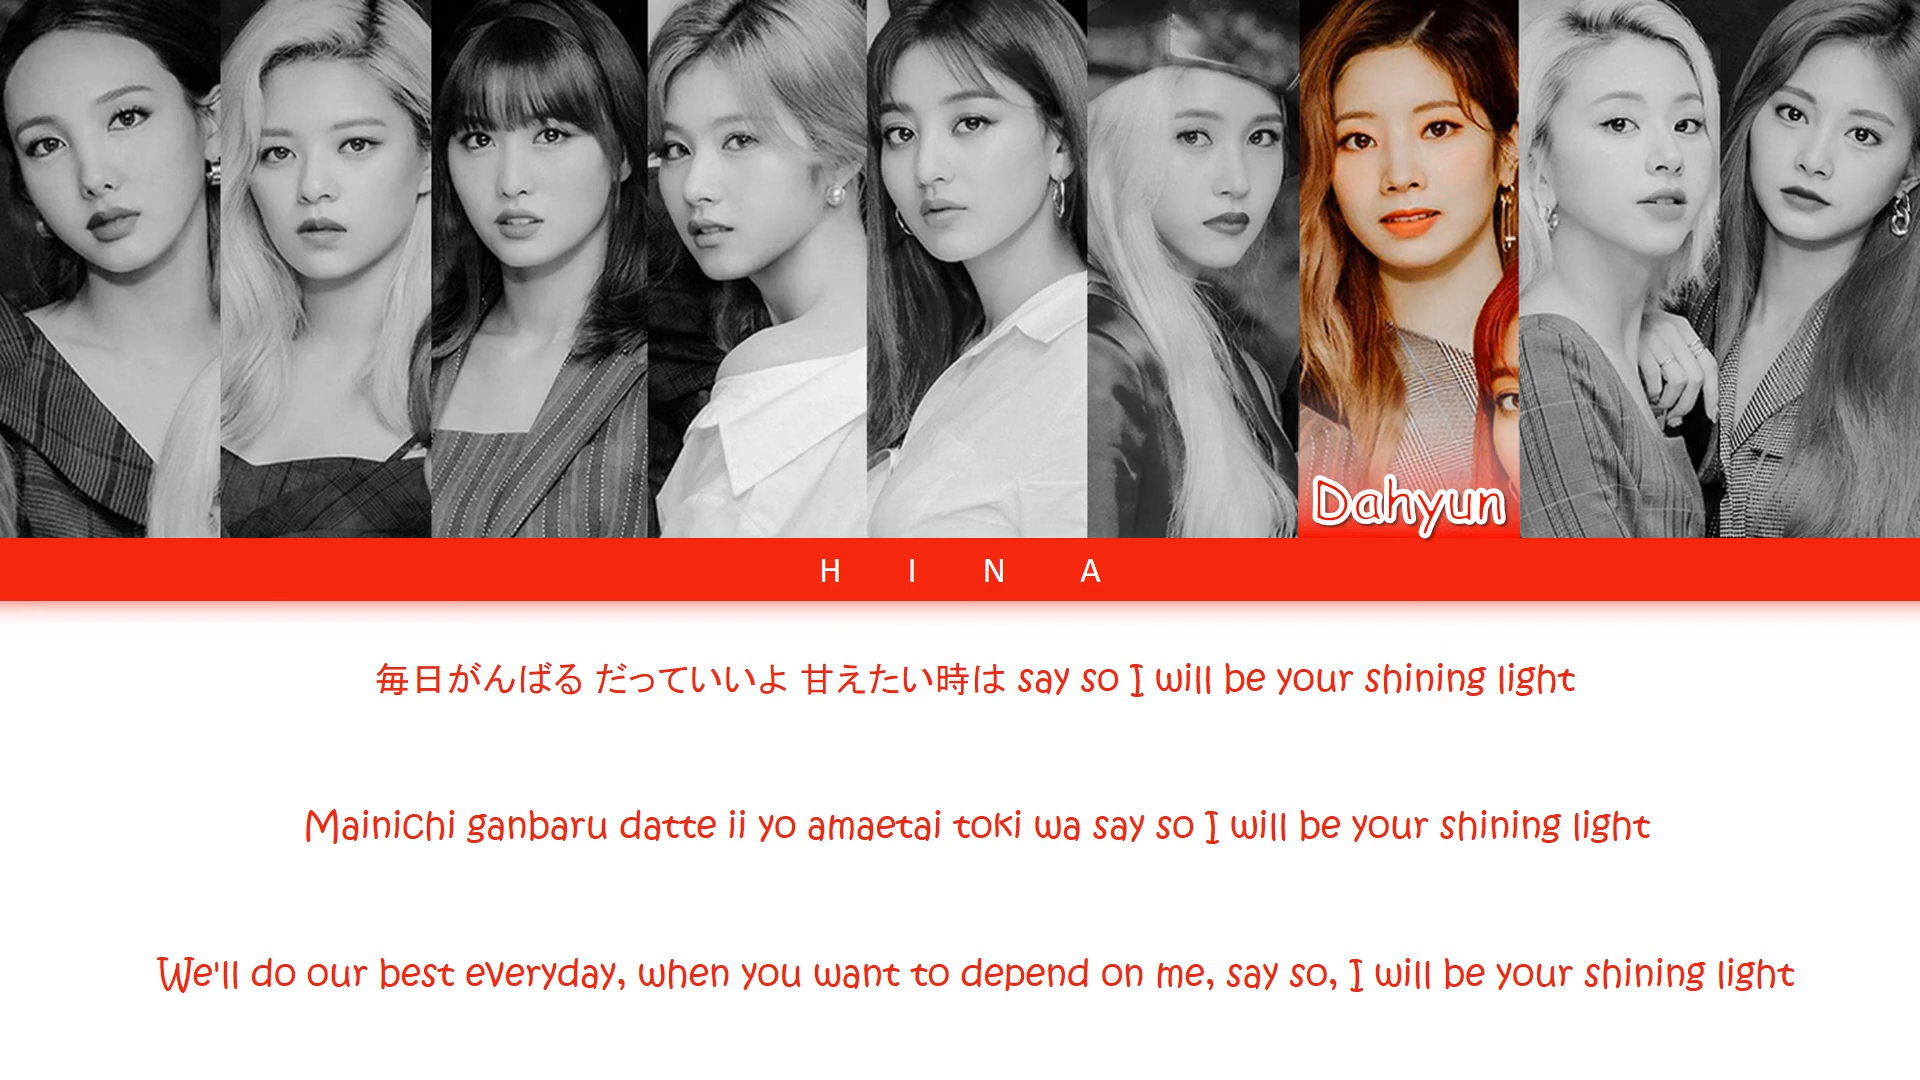 Dahyun
H I N A
毎日がんばる だっていいよ 甘えたい時は say so I will be your shining light
Mainichi ganbaru datte ii yo amaetai toki wa say so I will be your shining light
We'll do our best everyday, when you want to depend on me, say so, I will be your shining light